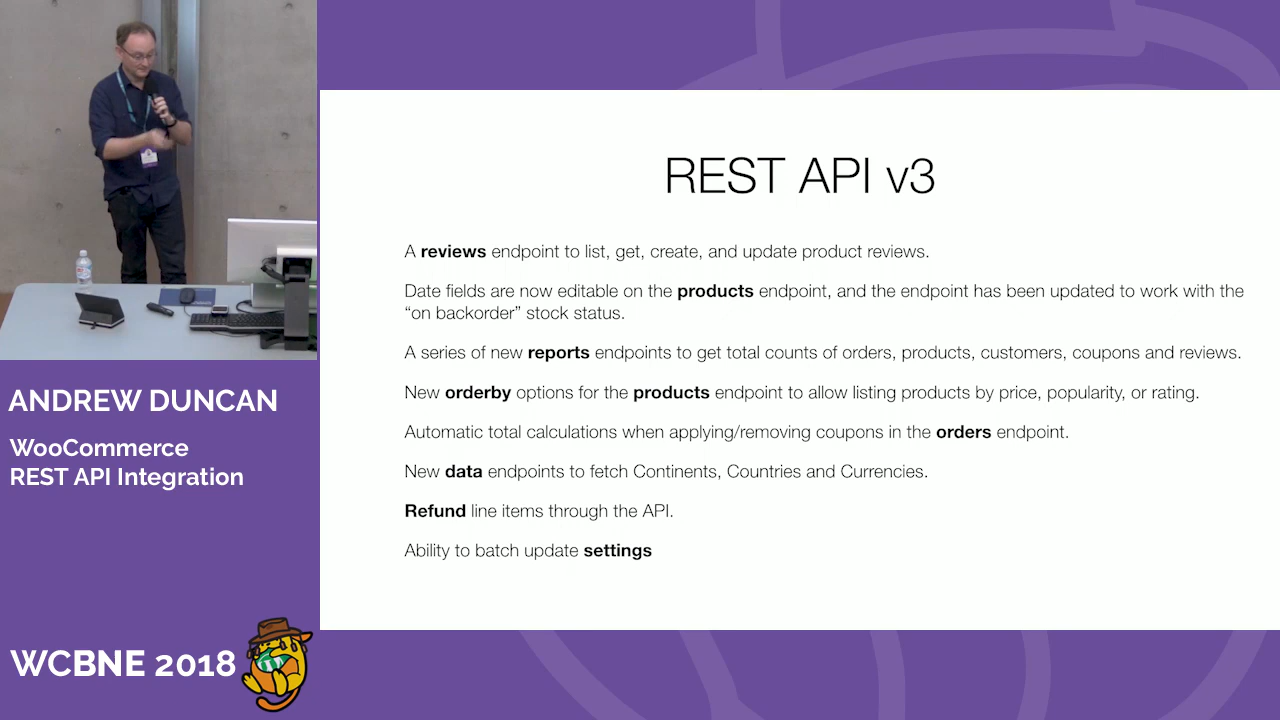 ANDREW DUNCAN
WooCommerce
REST API Integration
WCBNE 2018
REST API v3
A reviews endpoint to list, get, create, and update product reviews.
Date fields are now editable on the products endpoint, and the endpoint has been updated to work with the
“on backorder” stock status.
A series of new reports endpoints to get total counts of orders, products, customers, coupons and reviews.
New orderby options for the products endpoint to allow listing products by price, popularity, or rating.
Automatic total calculations when applying/removing coupons in the orders endpoint.
New data endpoints to fetch Continents, Countries and Currencies.
Refund line items through the API.
Ability to batch update settings